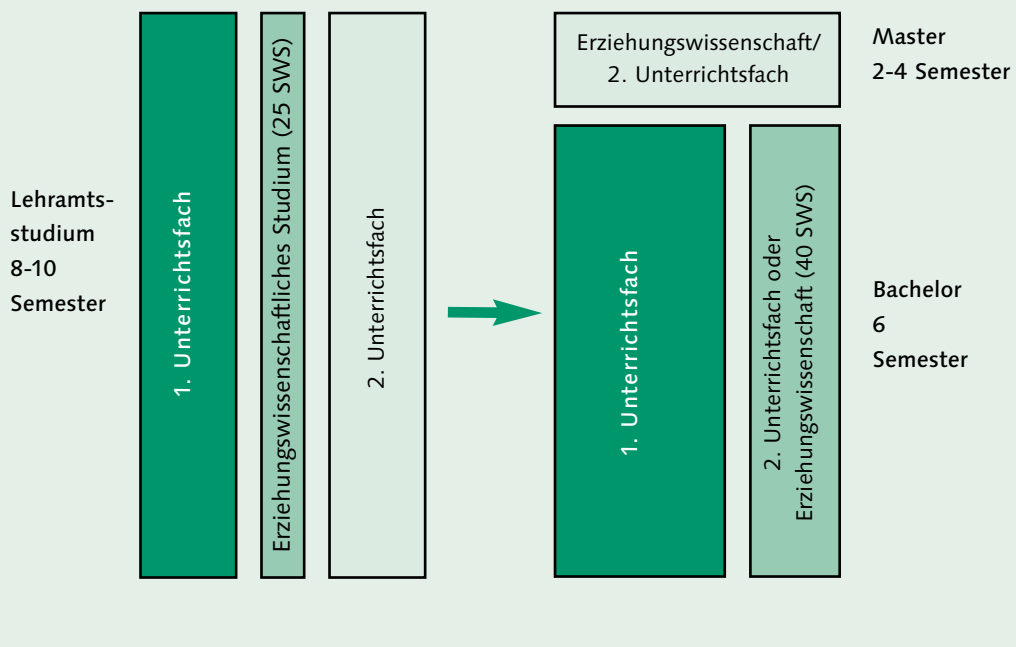 Lehramts-
studium
8-10
Semester
1. Unterrichtsfach
Erziehungswissenschaftliches Studium (25 SWS)
2. Unterrichtsfach
Erziehungswissenschaft/
2. Unterrichtsfach
Master
2-4 Semester
1. Unterrichtsfach
2. Unterrichtsfach oder
Erziehungswissenschaft (40 SWS)
Bachelor
6
Semester